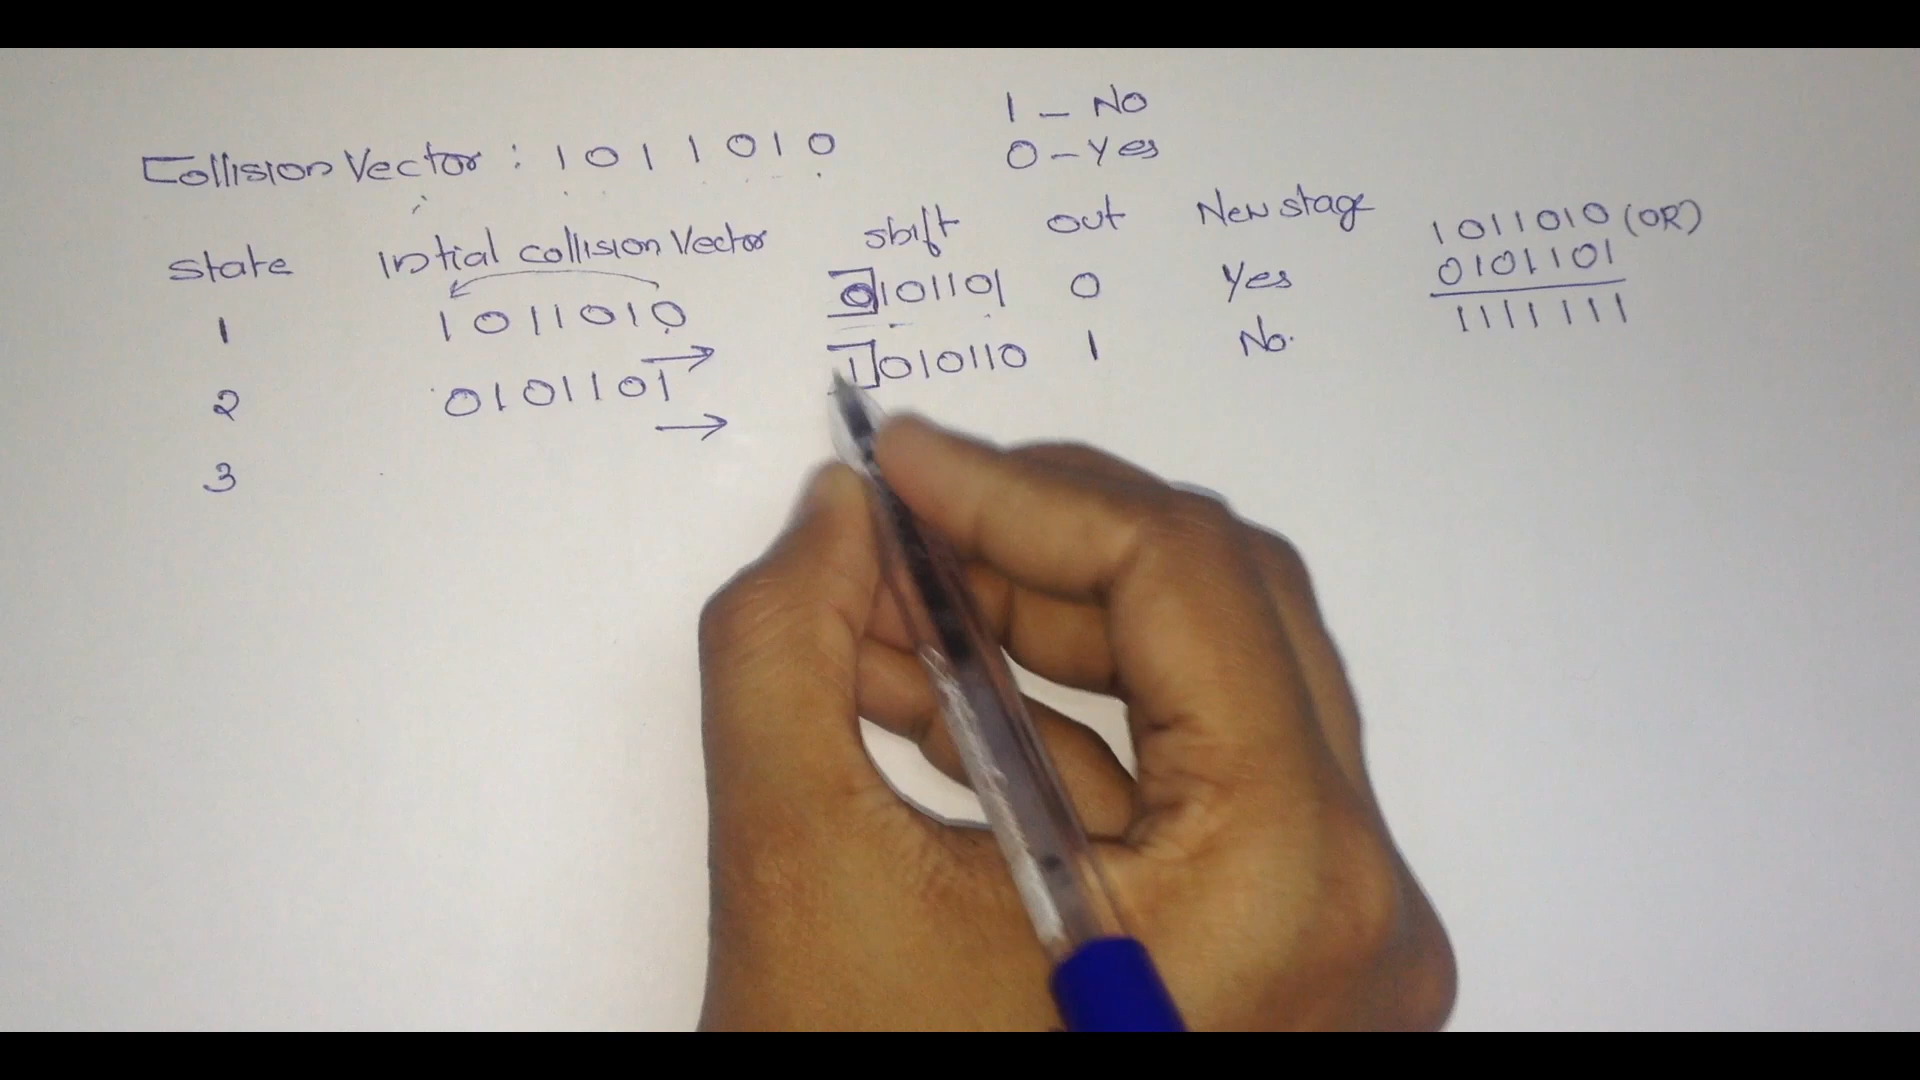 Collision Vector : 1 0 1 1 0 1 0
1 - No
0 - Yes
State Intial collision Vector shift out New stage
1 1011010 0101101 0 Yes
2 0101101 1010110 1 No.
3
1011010 (OR)
0101101
1111111